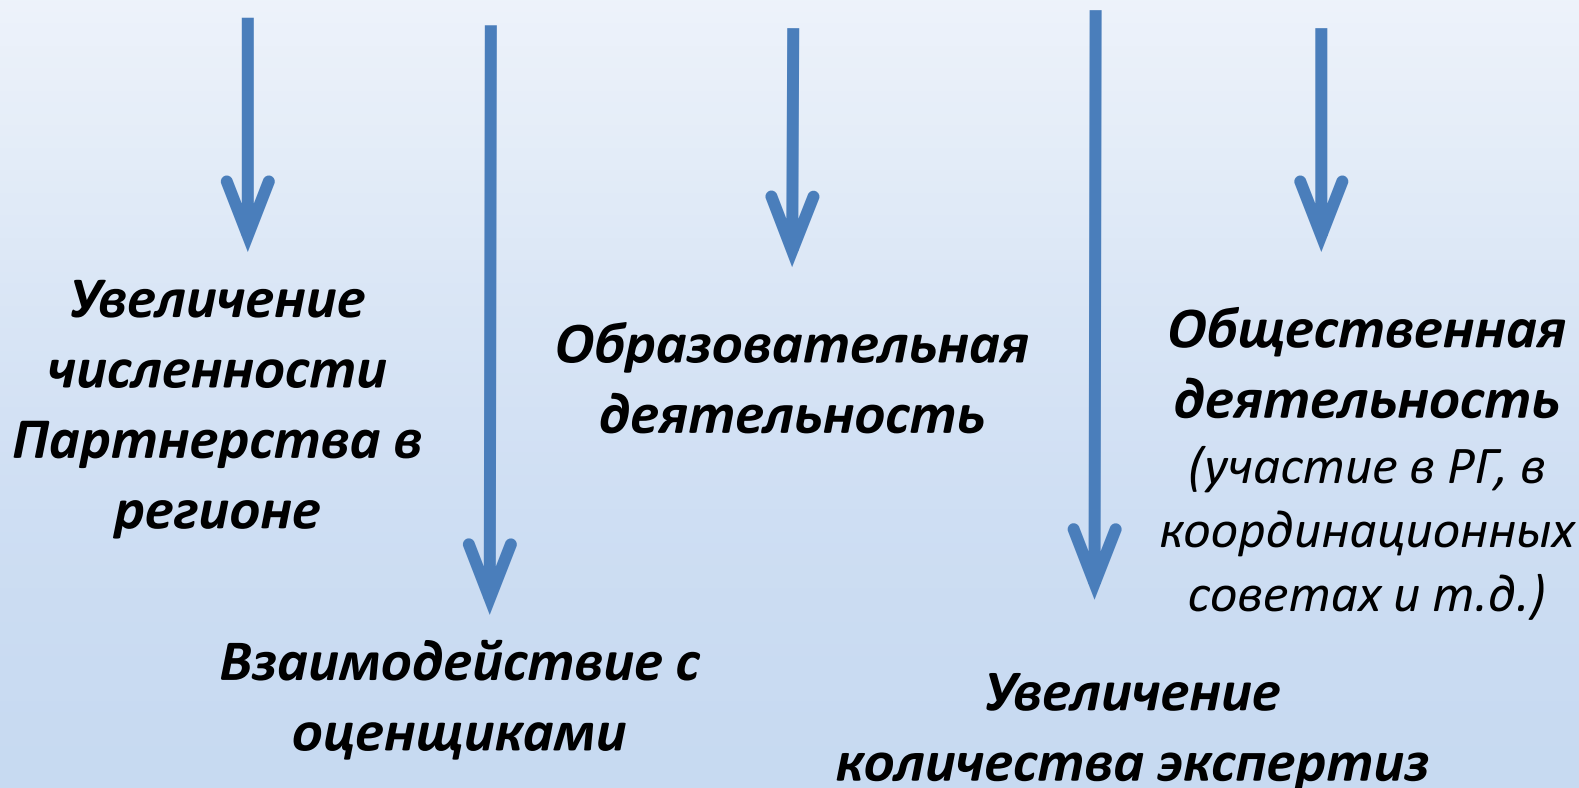 Увеличение
численности
Партнерства в
регионе
Взаимодействие с
оценщиками
Образовательная
деятельность
Увеличение
количества экспертиз
Общественная
деятельность
(участие в РГ, в
координационных
советах и т.д.)